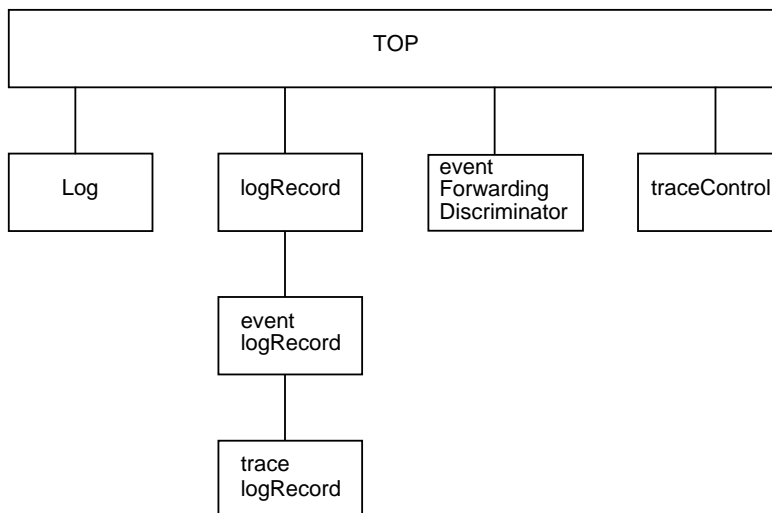 TOP
Log
logRecord
event
Forwarding
Discriminator
traceControl
event
logRecord
trace
logRecord